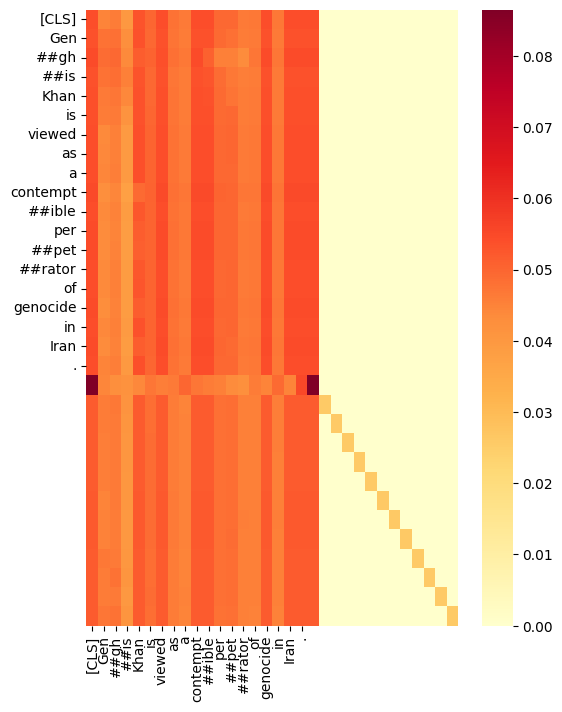 [CLS]
Gen
##gh
##is
Khan
is
viewed
as
a
contempt
##ible
per
##pet
##rator
of
genocide
in
Iran
.
0.08
0.07
0.06
0.05
0.04
0.03
0.02
0.01
0.00
[CLS]
Gen
##gh
##is
Khan
is
viewed
as
a
contempt
##ible
per
##pet
##rator
of
genocide
in
Iran
.